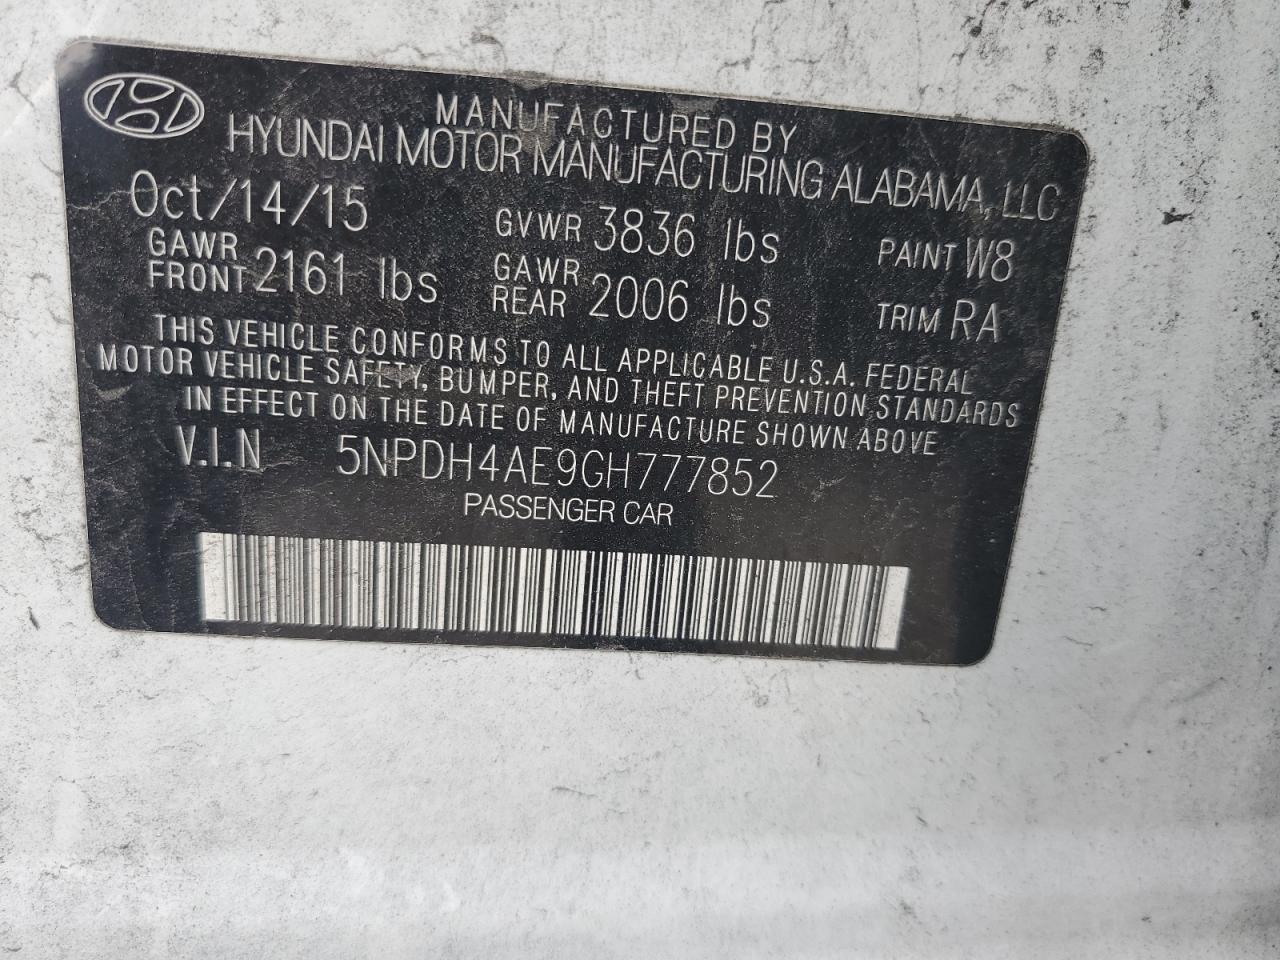 MANUFACTURED BY
HYUNDAI MOTOR MANUFACTURING ALABAMA, LLC
Oct/14/15 GVWR 3836 lbs PAINT W8
GAWR FRONT 2161 lbs GAWR REAR 2006 lbs TRIM RA
THIS VEHICLE CONFORMS TO ALL APPLICABLE U.S.A. FEDERAL
MOTOR VEHICLE SAFETY, BUMPER, AND THEFT PREVENTION STANDARDS
IN EFFECT ON THE DATE OF MANUFACTURE SHOWN ABOVE
V.I.N 5NPDH4AE9GH777852
PASSENGER CAR